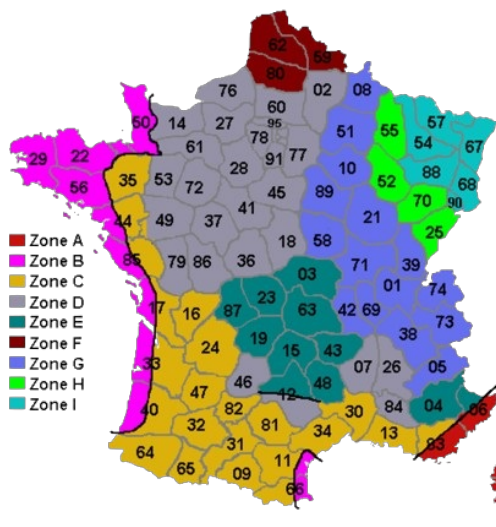 62 59
80
76 02 08
60
50 14 27 95 51 55 57
78 54 67
61 77
29 22 91 10 88
28
35 53 52 68
56 72 45 89 70 90
41 21
44 49 37 25
18 58
Zone A
Zone B
Zone C
Zone D
Zone E
Zone F
Zone G
Zone H
Zone I
85 79 86 36 71 39
03 01 74
17 16 87 23 63 42 69 73
38
24 19 15 43
33 05
46 48 07 26
47 12 04 06
40 82 30 84
32 81 34 13 83
64 31
65 09 11
66